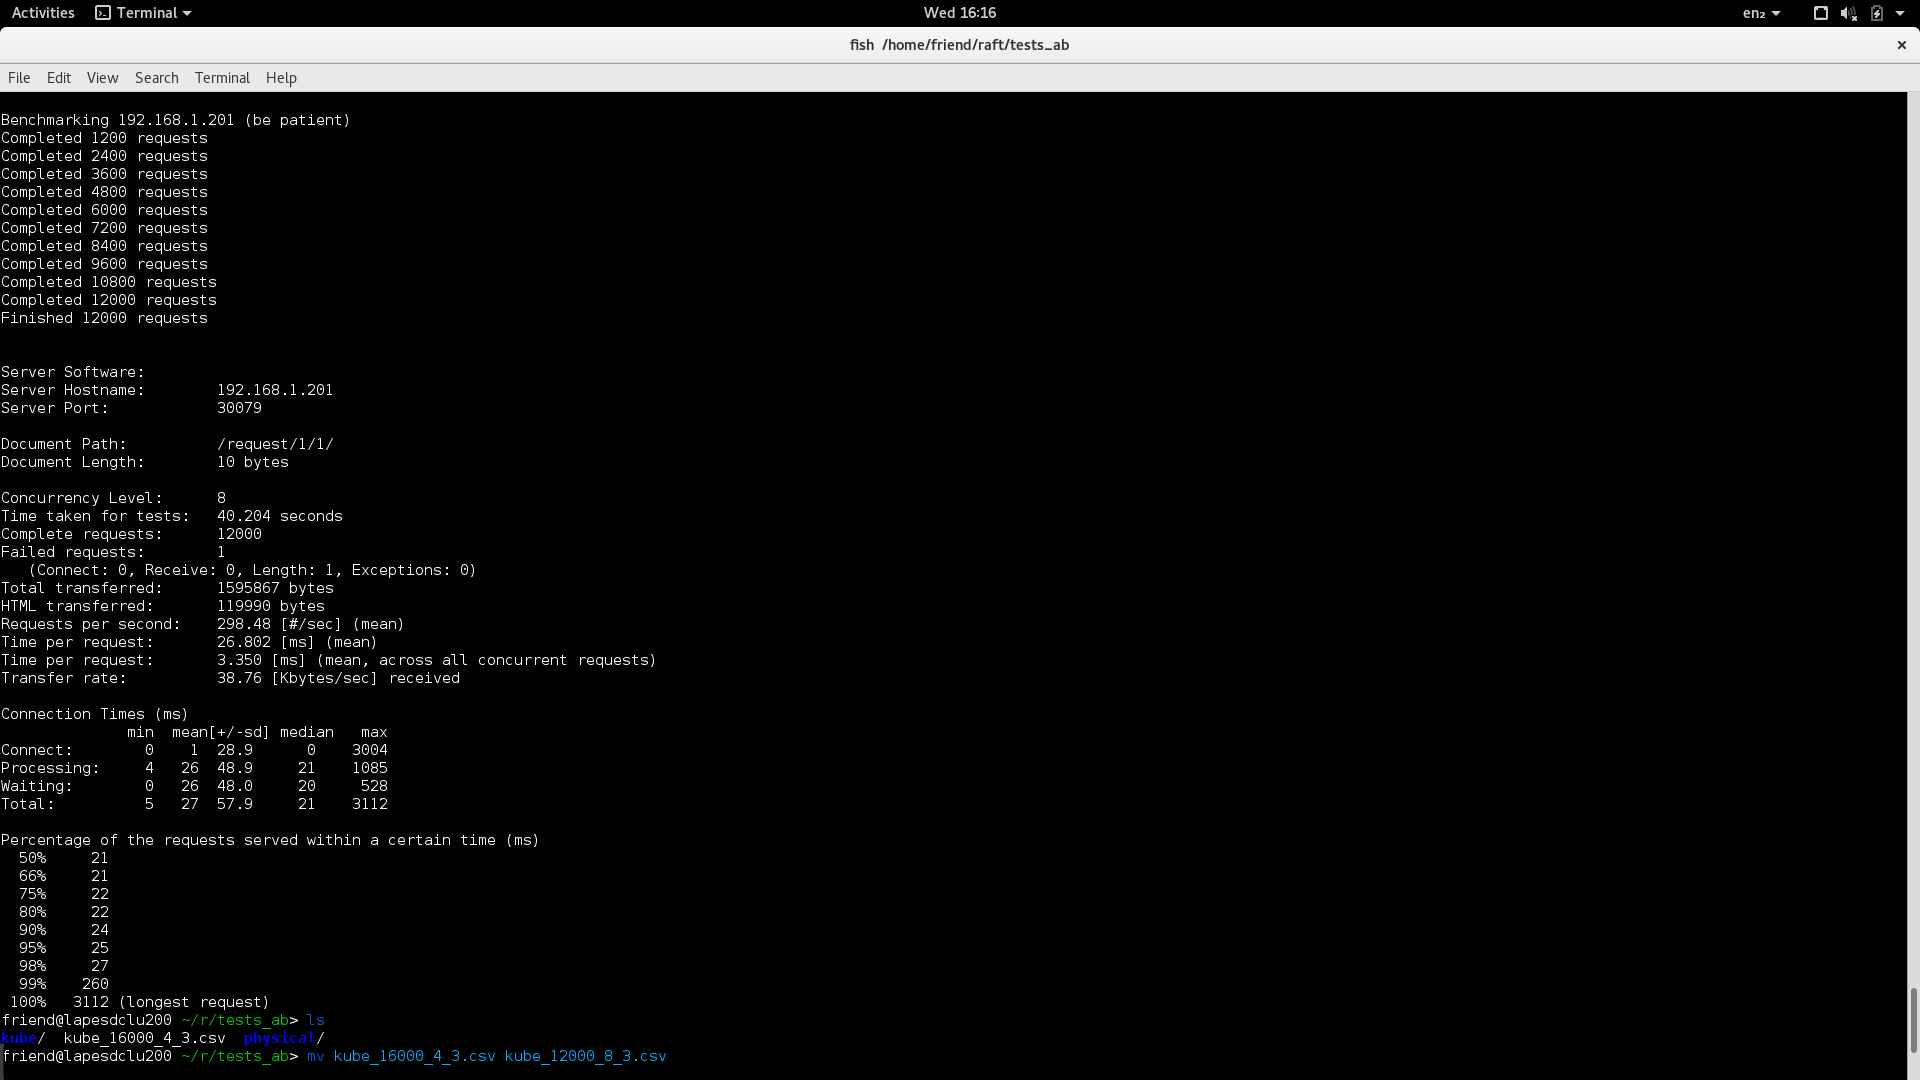 Activities Terminal Wed 16:16 en₂
fish /home/friend/raft/tests_ab ×
File Edit View Search Terminal Help
Benchmarking 192.168.1.201 (be patient)
Completed 1200 requests
Completed 2400 requests
Completed 3600 requests
Completed 4800 requests
Completed 6000 requests
Completed 7200 requests
Completed 8400 requests
Completed 9600 requests
Completed 10800 requests
Completed 12000 requests
Finished 12000 requests
Server Software:
Server Hostname: 192.168.1.201
Server Port: 30079
Document Path: /request/1/1/
Document Length: 10 bytes
Concurrency Level: 8
Time taken for tests: 40.204 seconds
Complete requests: 12000
Failed requests: 1
(Connect: 0, Receive: 0, Length: 1, Exceptions: 0)
Total transferred: 1595867 bytes
HTML transferred: 119990 bytes
Requests per second: 298.48 [#/sec] (mean)
Time per request: 26.802 [ms] (mean)
Time per request: 3.350 [ms] (mean, across all concurrent requests)
Transfer rate: 38.76 [Kbytes/sec] received
Connection Times (ms)
min mean[+/-sd] median max
Connect: 0 1 28.9 0 3004
Processing: 4 26 48.9 21 1085
Waiting: 0 26 48.0 20 528
Total: 5 27 57.9 21 3112
Percentage of the requests served within a certain time (ms)
50% 21
66% 21
75% 22
80% 22
90% 24
95% 25
98% 27
99% 260
100% 3112 (longest request)
friend@lapesdclu200 ~/r/tests_ab> ls
kube/ kube_16000_4_3.csv physical/
friend@lapesdclu200 ~/r/tests_ab> mv kube_16000_4_3.csv kube_12000_8_3.csv